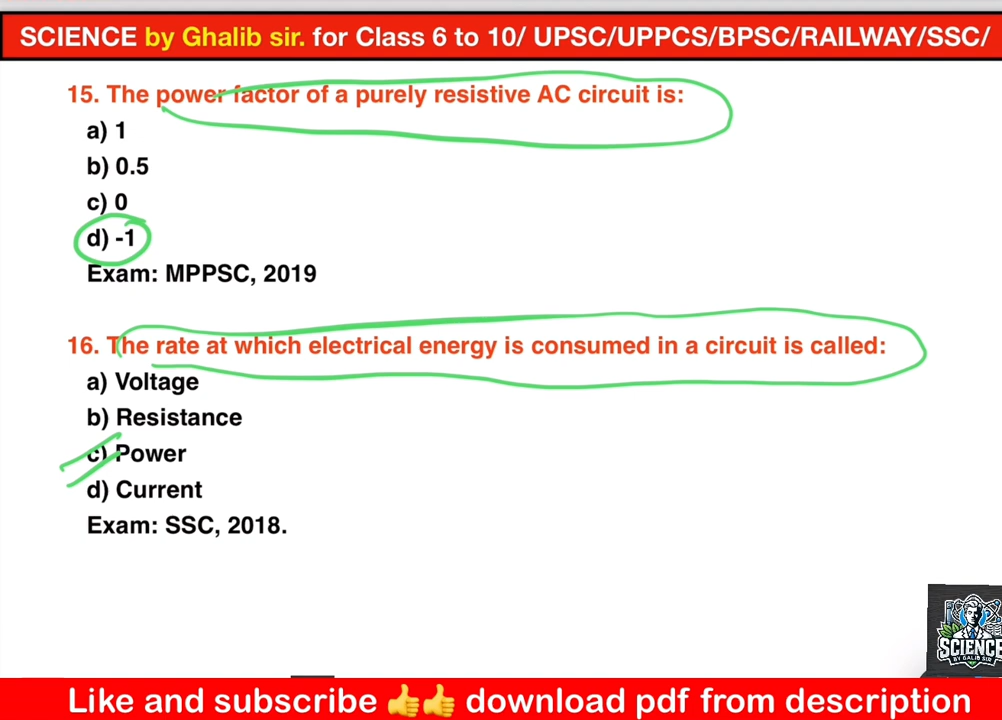 SCIENCE by Ghalib sir. for Class 6 to 10/ UPSC/UPPCS/BPSC/RAILWAY/SSC/
15. The power factor of a purely resistive AC circuit is:
a) 1
b) 0.5
c) 0
d) -1
Exam: MPPSC, 2019
16. The rate at which electrical energy is consumed in a circuit is called:
a) Voltage
b) Resistance
c) Power
d) Current
Exam: SSC, 2018.
SCIENCE
BY GALIB SIR
Like and subscribe 👍👍 download pdf from description